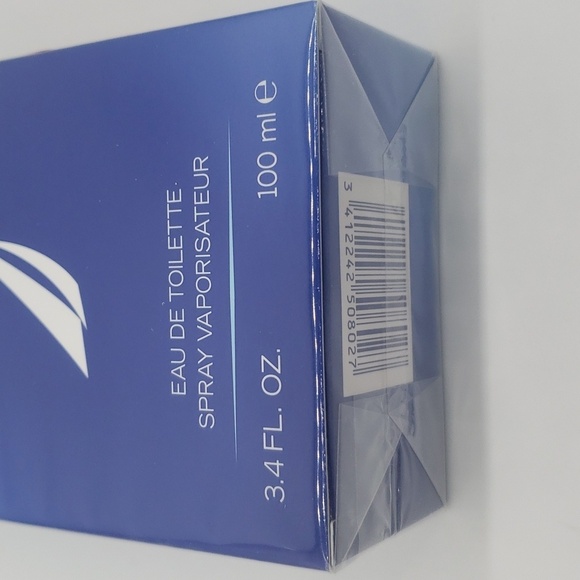 EAU DE TOILETTE
SPRAY VAPORISATEUR
3.4 FL. OZ. 100 ml e
3 412242 508027